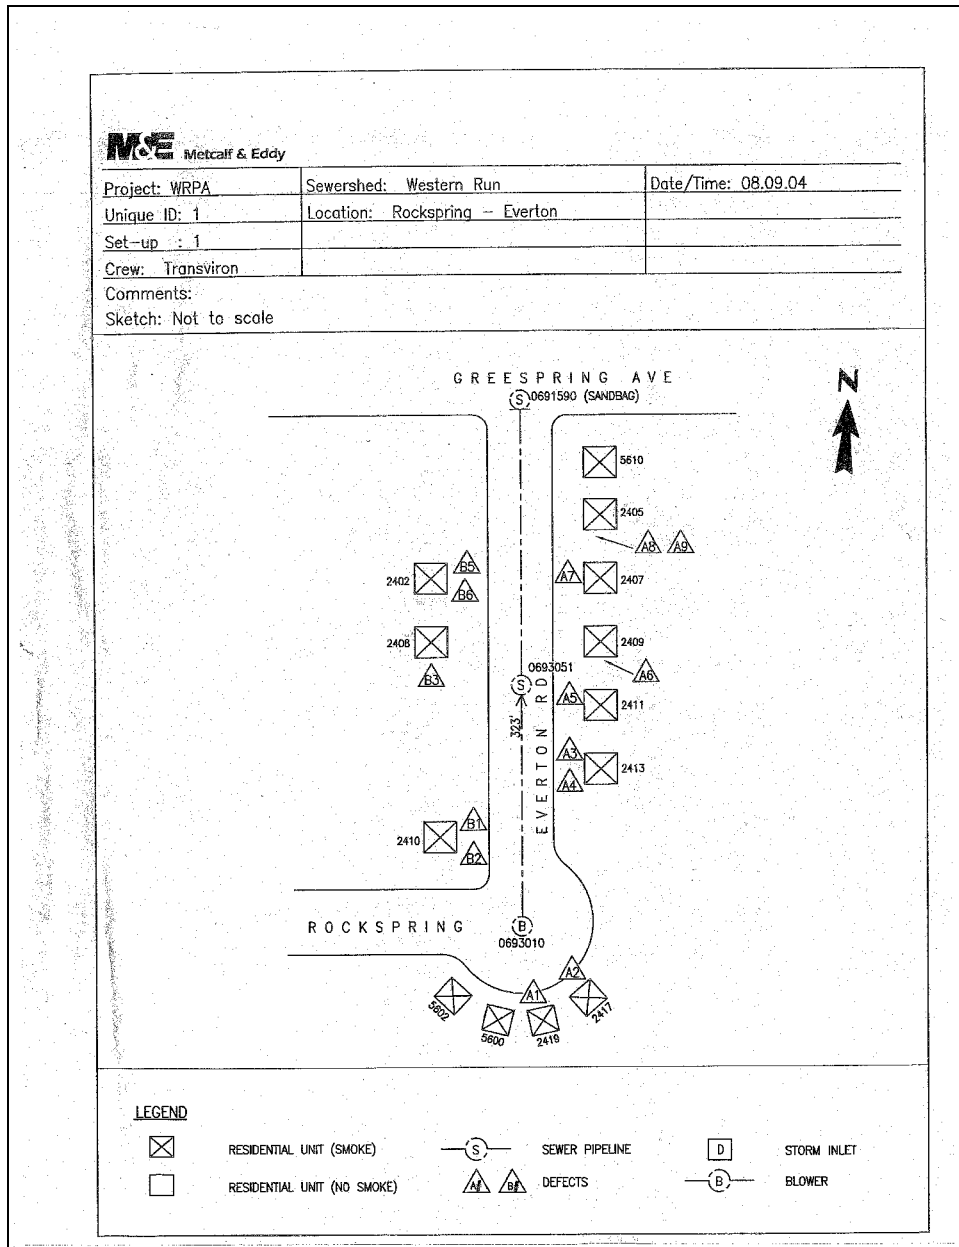 M&E Metcalf & Eddy
Project: WRPA Sewershed: Western Run Date/Time: 08.09.04
Unique ID: 1 Location: Rockspring - Everton
Set-up : 1
Crew: Transviron
Comments:
Sketch: Not to scale
GREESPRING AVE
S 0691590 (SANDBAG)
N
5610
2405
A8 A9
B5
2402
B6
A7 2407
2408
2409
B3
0693051
S
A6
A5 2411
323'
EVERTON RD
A3
2413
A4
B1
2410
B2
ROCKSPRING
B
0693010
A2
A1
5602
5600
2419
2417
LEGEND
RESIDENTIAL UNIT (SMOKE) S SEWER PIPELINE D STORM INLET
RESIDENTIAL UNIT (NO SMOKE) A# B# DEFECTS B BLOWER